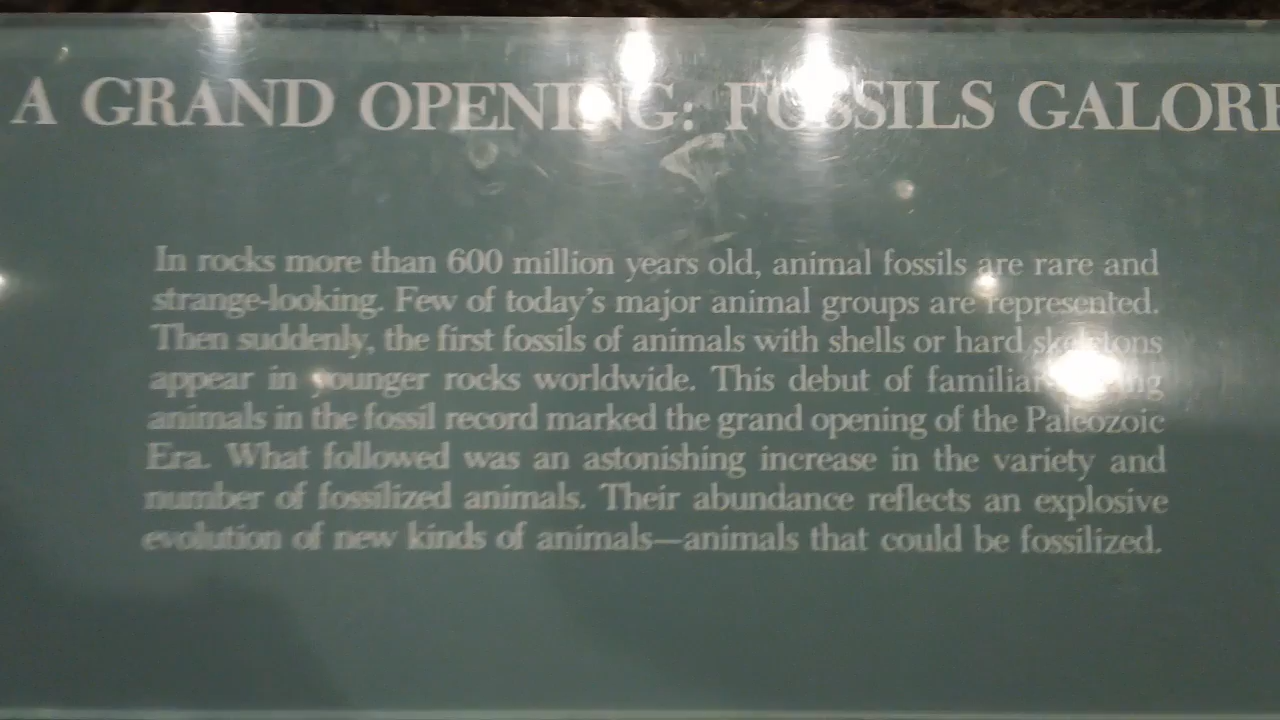 A GRAND OPENING: FOSSILS GALORE
In rocks more than 600 million years old, animal fossils are rare and
strange-looking. Few of today's major animal groups are represented.
Then suddenly, the first fossils of animals with shells or hard skeletons
appear in younger rocks worldwide. This debut of familiar
animals in the fossil record marked the grand opening of the Paleozoic
Era. What followed was an astonishing increase in the variety and
number of fossilized animals. Their abundance reflects an explosive
evolution of new kinds of animals—animals that could be fossilized.